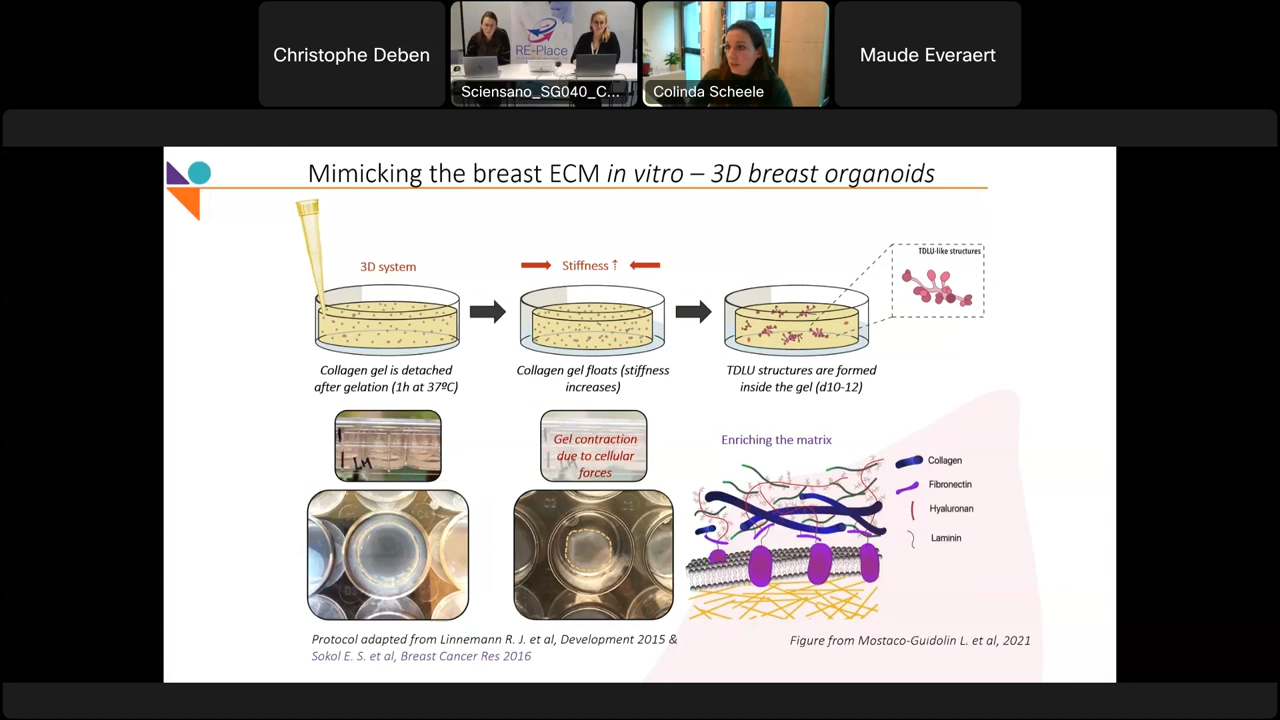 Christophe Deben
RE-Place
Sciensano_SG040_C...
Colinda Scheele
Maude Everaert
Mimicking the breast ECM in vitro – 3D breast organoids
3D system
Stiffness ↑
TDLU-like structures
Collagen gel is detached
after gelation (1h at 37ºC)
Collagen gel floats (stiffness
increases)
TDLU structures are formed
inside the gel (d10-12)
LM
Gel contraction
due to cellular
forces
Enriching the matrix
Collagen
Fibronectin
Hyaluronan
Laminin
Protocol adapted from Linnemann R. J. et al, Development 2015 &
Sokol E. S. et al, Breast Cancer Res 2016
Figure from Mostaco-Guidolin L. et al, 2021